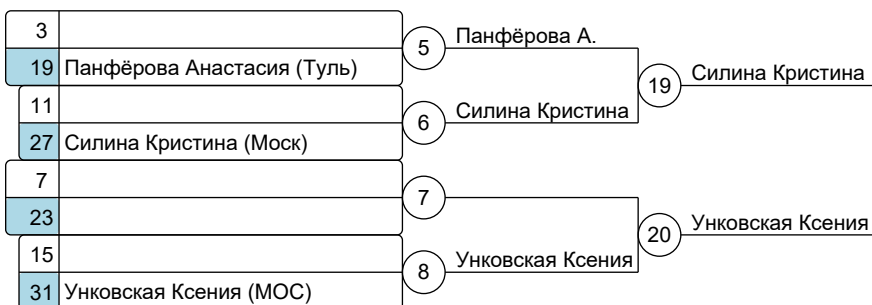 3
5
Панфёрова А.
19 Панфёрова Анастасия (Туль)
19
Силина Кристина
11
6
Силина Кристина
27 Силина Кристина (Моск)
7
7
23
20
Унковская Ксения
15
8
Унковская Ксения
31 Унковская Ксения (МОС)